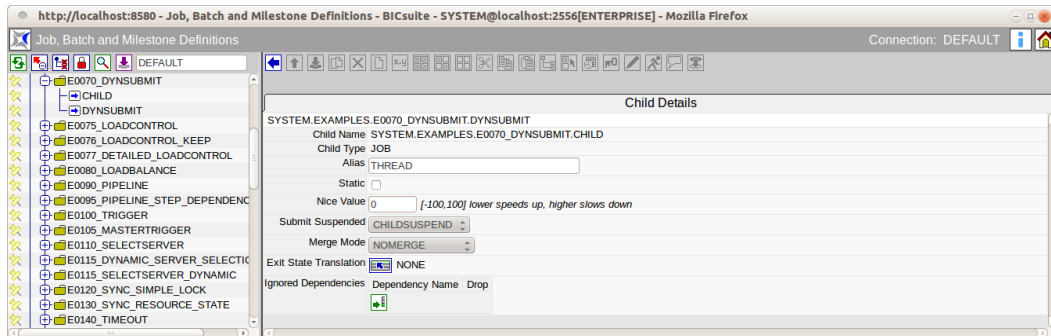 http://localhost:8580 - Job, Batch and Milestone Definitions - BICsuite - SYSTEM@localhost:2556[ENTERPRISE] - Mozilla Firefox
Job, Batch and Milestone Definitions
Connection: DEFAULT
DEFAULT
E0070_DYNSUBMIT
CHILD
DYNSUBMIT
E0075_LOADCONTROL
E0076_LOADCONTROL_KEEP
E0077_DETAILED_LOADCONTROL
E0080_LOADBALANCE
E0090_PIPELINE
E0095_PIPELINE_STEP_DEPENDENC
E0100_TRIGGER
E0105_MASTERTRIGGER
E0110_SELECTSERVER
E0115_DYNAMIC_SERVER_SELECTIO
E0115_SELECTSERVER_DYNAMIC
E0120_SYNC_SIMPLE_LOCK
E0130_SYNC_RESOURCE_STATE
E0140_TIMEOUT
Child Details
SYSTEM.EXAMPLES.E0070_DYNSUBMIT.DYNSUBMIT
Child Name SYSTEM.EXAMPLES.E0070_DYNSUBMIT.CHILD
Child Type JOB
Alias THREAD
Static
Nice Value 0 [-100,100] lower speeds up, higher slows down
Submit Suspended CHILDSUSPEND
Merge Mode NOMERGE
Exit State Translation NONE
Ignored Dependencies Dependency Name Drop